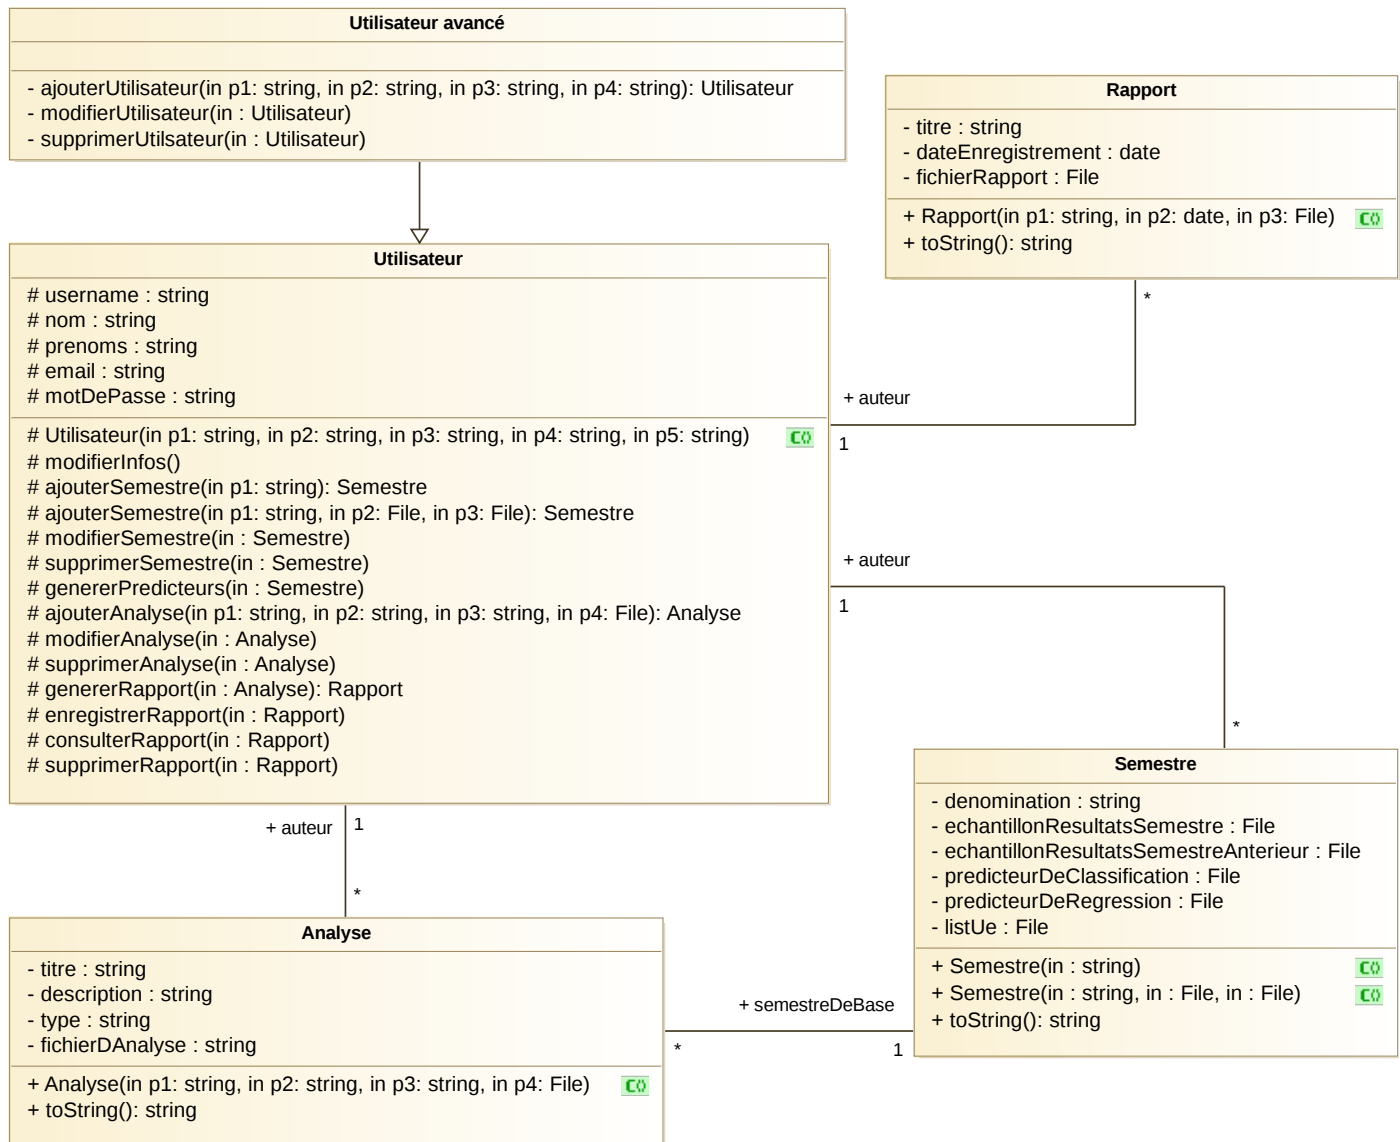 Utilisateur avancé
- ajouterUtilisateur(in p1: string, in p2: string, in p3: string, in p4: string): Utilisateur
- modifierUtilisateur(in : Utilisateur)
- supprimerUtilsateur(in : Utilisateur)
Rapport
- titre : string
- dateEnregistrement : date
- fichierRapport : File
+ Rapport(in p1: string, in p2: date, in p3: File)
+ toString(): string
*
+ auteur
1
Utilisateur
# username : string
# nom : string
# prenoms : string
# email : string
# motDePasse : string
# Utilisateur(in p1: string, in p2: string, in p3: string, in p4: string, in p5: string)
# modifierInfos()
# ajouterSemestre(in p1: string): Semestre
# ajouterSemestre(in p1: string, in p2: File, in p3: File): Semestre
# modifierSemestre(in : Semestre)
# supprimerSemestre(in : Semestre)
# genererPredicteurs(in : Semestre)
# ajouterAnalyse(in p1: string, in p2: string, in p3: string, in p4: File): Analyse
# modifierAnalyse(in : Analyse)
# supprimerAnalyse(in : Analyse)
# genererRapport(in : Analyse): Rapport
# enregistrerRapport(in : Rapport)
# consulterRapport(in : Rapport)
# supprimerRapport(in : Rapport)
+ auteur
1
*
Semestre
- denomination : string
- echantillonResultatsSemestre : File
- echantillonResultatsSemestreAnterieur : File
- predicteurDeClassification : File
- predicteurDeRegression : File
- listUe : File
+ Semestre(in : string)
+ Semestre(in : string, in : File, in : File)
+ toString(): string
+ auteur
1
*
Analyse
- titre : string
- description : string
- type : string
- fichierDAnalyse : string
+ Analyse(in p1: string, in p2: string, in p3: string, in p4: File)
+ toString(): string
+ semestreDeBase
*
1